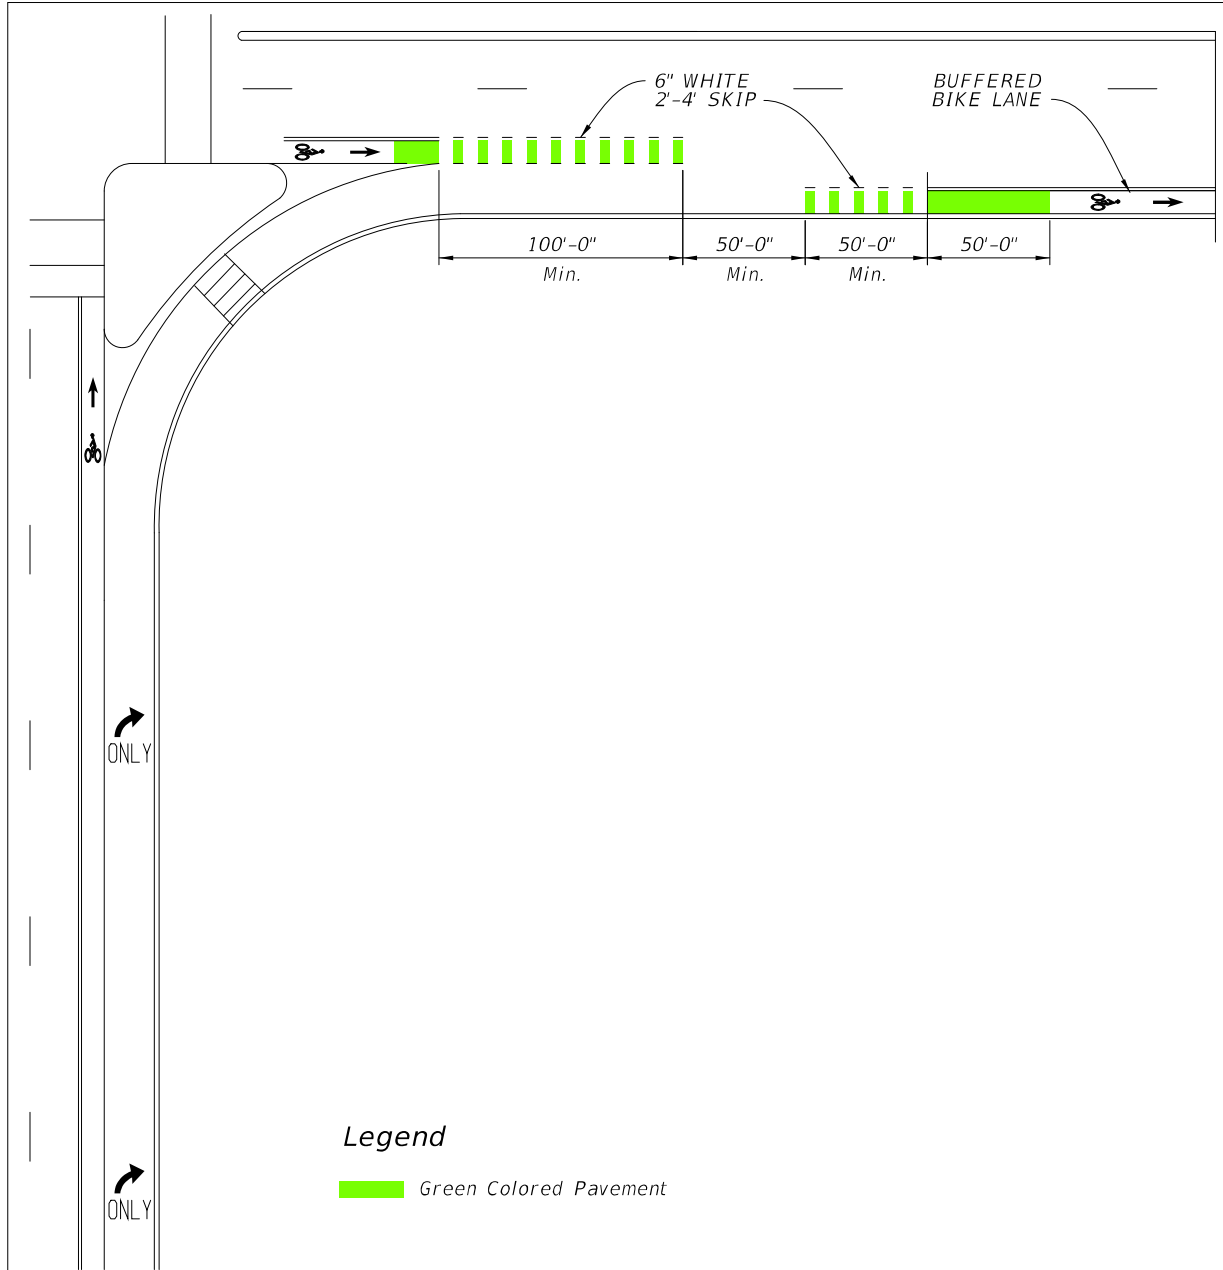 6" WHITE
2'-4' SKIP
BUFFERED
BIKE LANE
100'-0"
Min.
50'-0"
Min.
50'-0"
Min.
50'-0"
ONLY
ONLY
Legend
Green Colored Pavement